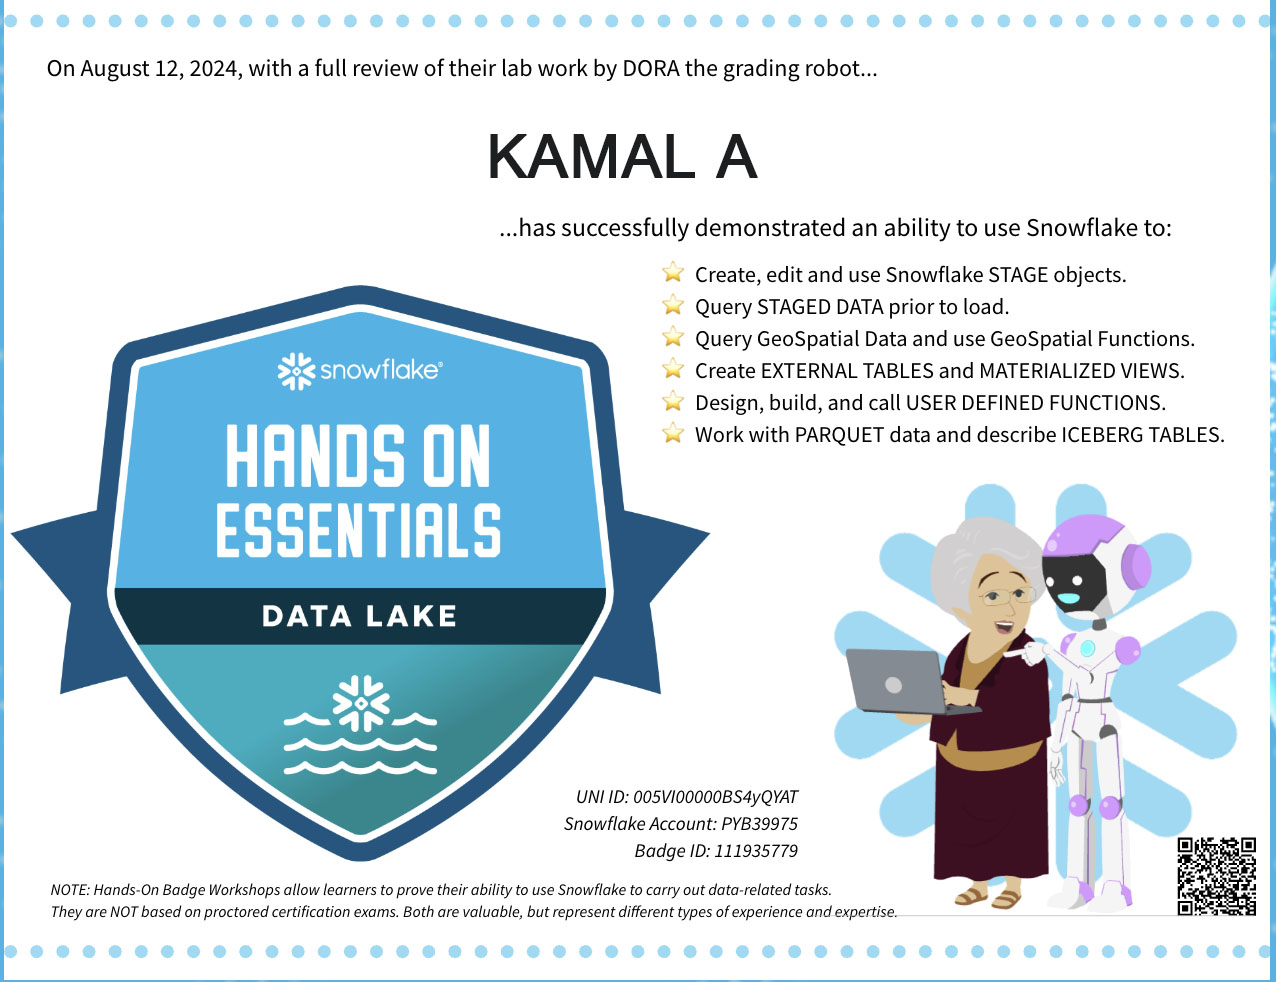 On August 12, 2024, with a full review of their lab work by DORA the grading robot...
KAMAL A
...has successfully demonstrated an ability to use Snowflake to:
Create, edit and use Snowflake STAGE objects.
Query STAGED DATA prior to load.
Query GeoSpatial Data and use GeoSpatial Functions.
Create EXTERNAL TABLES and MATERIALIZED VIEWS.
Design, build, and call USER DEFINED FUNCTIONS.
Work with PARQUET data and describe ICEBERG TABLES.
snowflake®
HANDS ON
ESSENTIALS
DATA LAKE
UNI ID: 005VI00000BS4yQYAT
Snowflake Account: PYB39975
Badge ID: 111935779
NOTE: Hands-On Badge Workshops allow learners to prove their ability to use Snowflake to carry out data-related tasks.
They are NOT based on proctored certification exams. Both are valuable, but represent different types of experience and expertise.